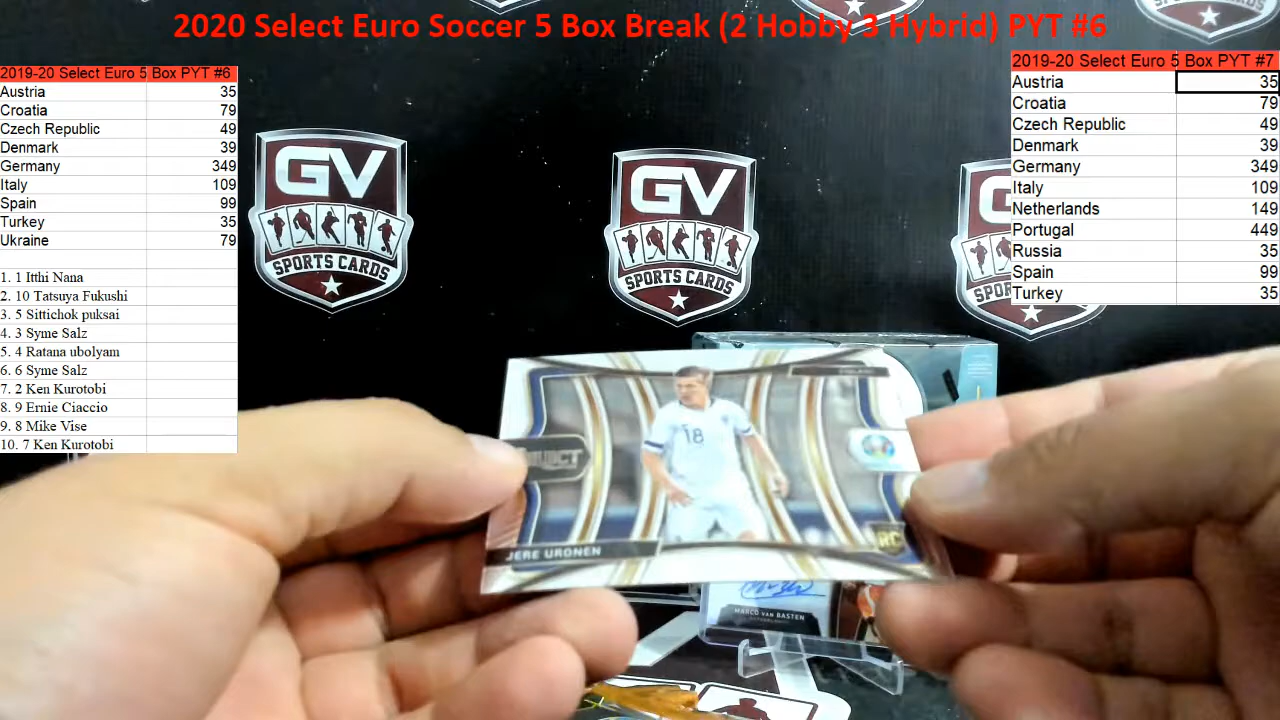 2020 Select Euro Soccer 5 Box Break (2 Hobby 3 Hybrid) PYT #6
2019-20 Select Euro 5 Box PYT #6
Austria 35
Croatia 79
Czech Republic 49
Denmark 39
Germany 349
Italy 109
Spain 99
Turkey 35
Ukraine 79
1. 1 Itthi Nana
2. 10 Tatsuya Fukushi
3. 5 Sittichok puksai
4. 3 Syme Salz
5. 4 Ratana ubolyam
6. 6 Syme Salz
7. 2 Ken Kurotobi
8. 9 Ernie Ciaccio
9. 8 Mike Vise
10. 7 Ken Kurotobi
2019-20 Select Euro 5 Box PYT #7
Austria 35
Croatia 79
Czech Republic 49
Denmark 39
Germany 349
Italy 109
Netherlands 149
Portugal 449
Russia 35
Spain 99
Turkey 35
GV
SPORTS CARDS
GV
SPORTS CARDS
18
RC
JERE URONEN
MARCO VAN BASTEN